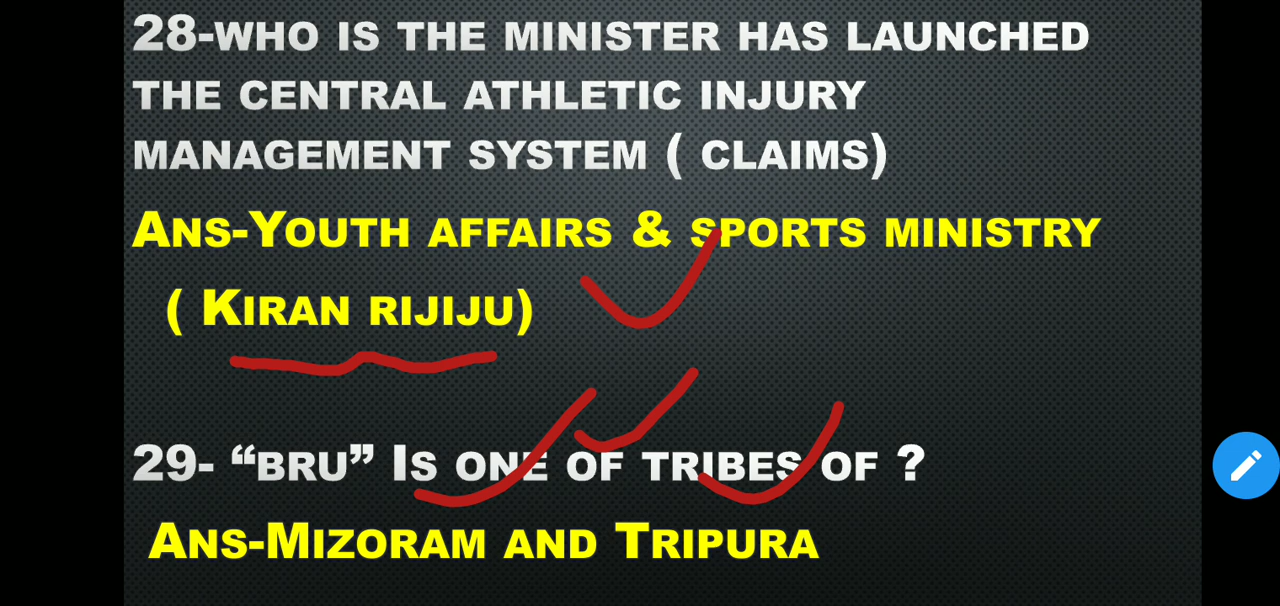 28-WHO IS THE MINISTER HAS LAUNCHED
THE CENTRAL ATHLETIC INJURY
MANAGEMENT SYSTEM ( CLAIMS)
ANS-YOUTH AFFAIRS & SPORTS MINISTRY
( KIRAN RIJIJU)
29- “BRU” IS ONE OF TRIBES OF ?
ANS-MIZORAM AND TRIPURA